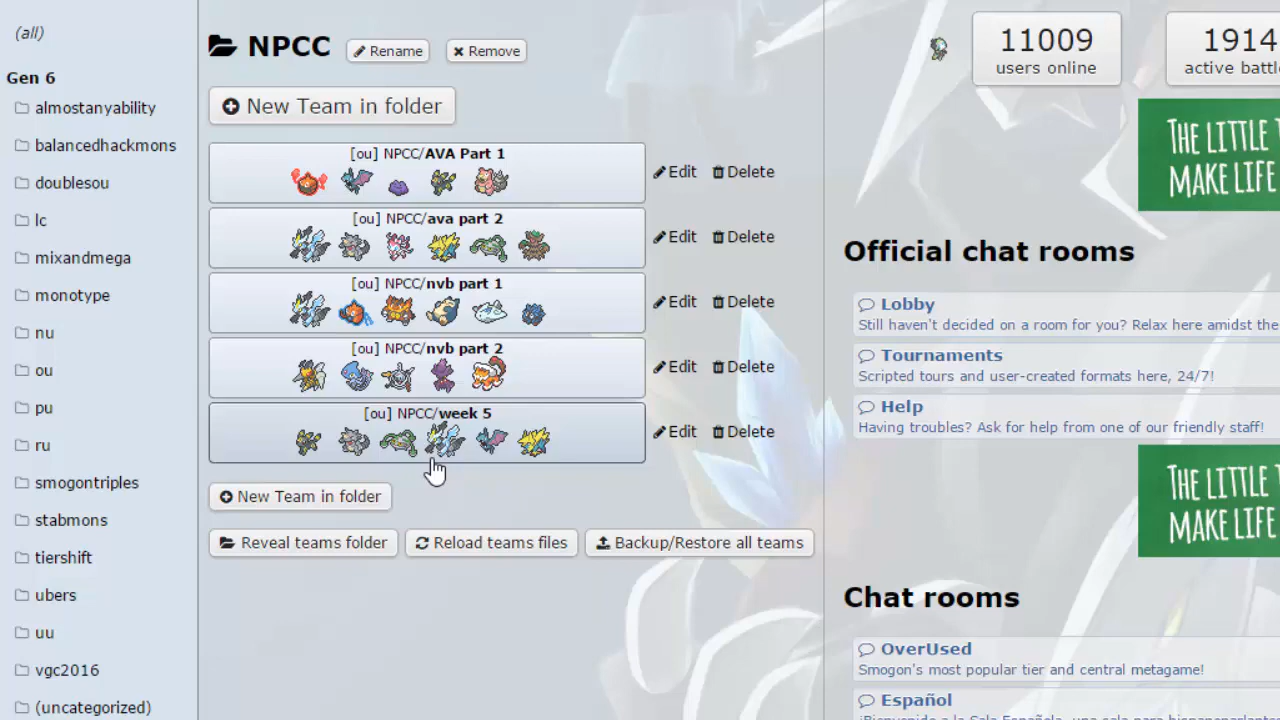 (all)
Gen 6
almostanyability
balancedhackmons
doublesou
lc
mixandmega
monotype
nu
ou
pu
ru
smogontriples
stabmons
tiershift
ubers
uu
vgc2016
(uncategorized)
NPCC
Rename
Remove
New Team in folder
[ou] NPCC/AVA Part 1
Edit Delete
[ou] NPCC/ava part 2
Edit Delete
[ou] NPCC/nvb part 1
Edit Delete
[ou] NPCC/nvb part 2
Edit Delete
[ou] NPCC/week 5
Edit Delete
New Team in folder
Reveal teams folder
Reload teams files
Backup/Restore all teams
11009
users online
1914
active battl
THE LITTLE T
MAKE LIFE
Official chat rooms
Lobby
Still haven't decided on a room for you? Relax here amidst the
Tournaments
Scripted tours and user-created formats here, 24/7!
Help
Having troubles? Ask for help from one of our friendly staff!
THE LITTLE T
MAKE LIFE
Chat rooms
OverUsed
Smogon's most popular tier and central metagame!
Español